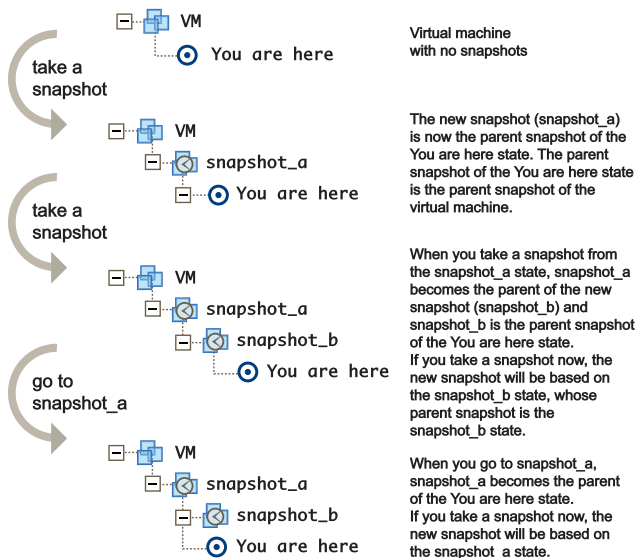 VM
You are here
Virtual machine
with no snapshots
take a
snapshot
VM
snapshot_a
You are here
The new snapshot (snapshot_a)
is now the parent snapshot of the
You are here state. The parent
snapshot of the You are here state
is the parent snapshot of the
virtual machine.
take a
snapshot
VM
snapshot_a
snapshot_b
You are here
When you take a snapshot from
the snapshot_a state, snapshot_a
becomes the parent of the new
snapshot (snapshot_b) and
snapshot_b is the parent snapshot
of the You are here state.
If you take a snapshot now, the
new snapshot will be based on
the snapshot_b state, whose
parent snapshot is the
snapshot_b state.
go to
snapshot_a
VM
snapshot_a
snapshot_b
You are here
When you go to snapshot_a,
snapshot_a becomes the parent
of the You are here state.
If you take a snapshot now, the
new snapshot will be based on
the snapshot_a state.